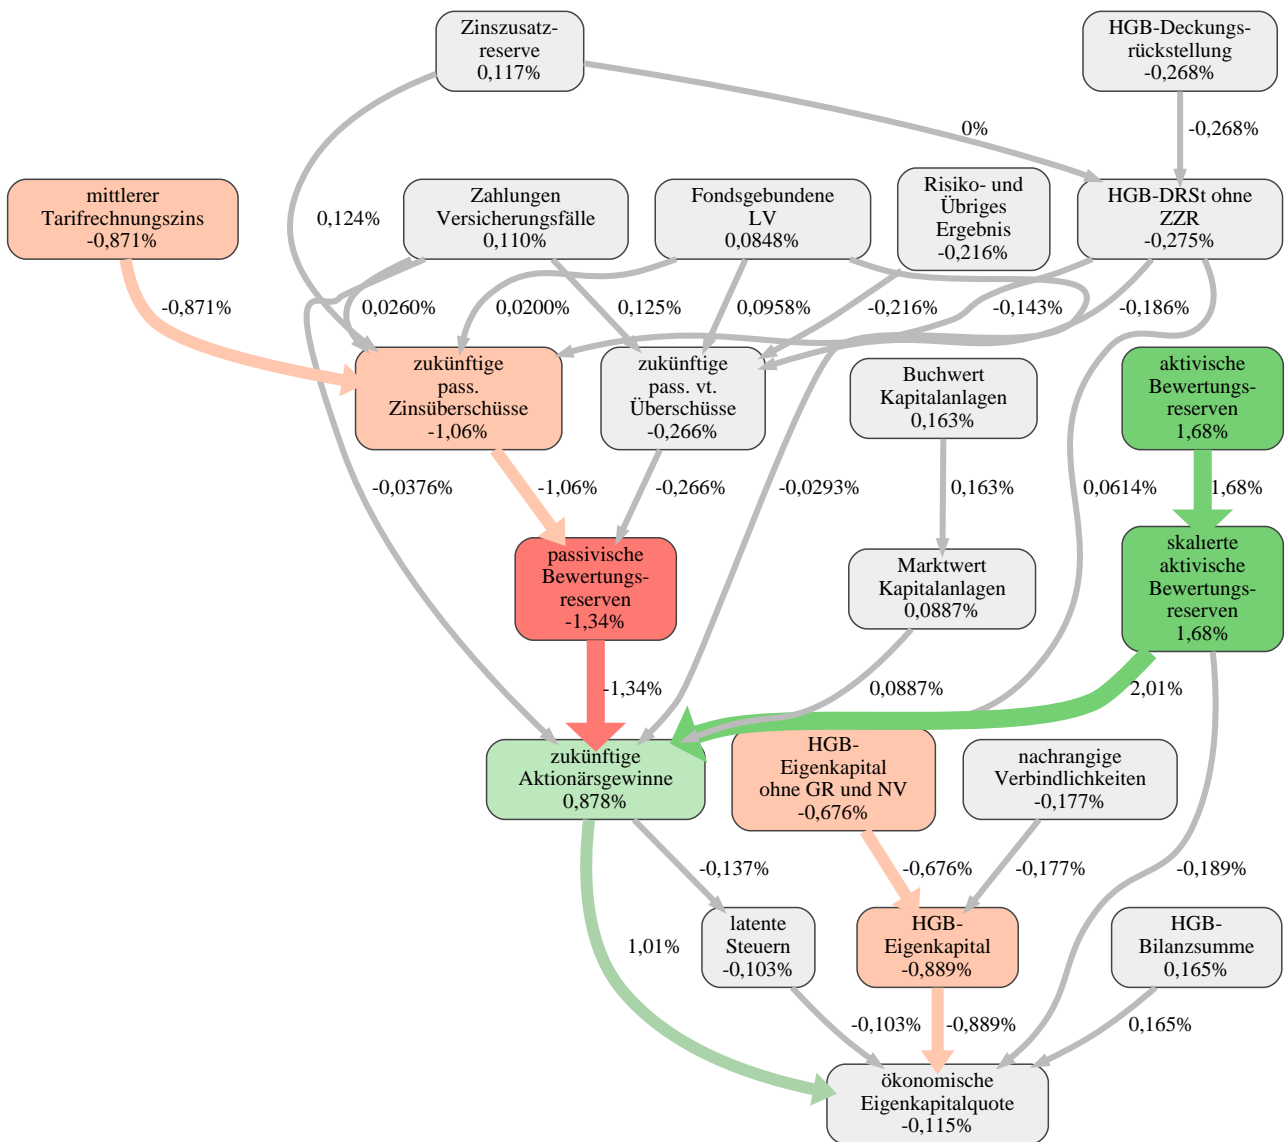 Zinszusatz-
reserve
0,117%
HGB-Deckungs-
rückstellung
-0,268%
0%
-0,268%
mittlerer
Tarifrechnungszins
-0,871%
0,124%
Zahlungen
Versicherungsfälle
0,110%
Fondsgebundene
LV
0,0848%
Risiko- und
Übriges
Ergebnis
-0,216%
HGB-DRSt ohne
ZZR
-0,275%
-0,871%
0,0260%
0,0200%
0,125%
0,0958%
-0,216%
-0,143%
-0,186%
zukünftige
pass.
Zinsüberschüsse
-1,06%
zukünftige
pass. vt.
Überschüsse
-0,266%
Buchwert
Kapitalanlagen
0,163%
aktivische
Bewertungs-
reserven
1,68%
-0,0376%
-1,06%
-0,266%
-0,0293%
0,163%
0,0614%
1,68%
passivische
Bewertungs-
reserven
-1,34%
Marktwert
Kapitalanlagen
0,0887%
skalierte
aktivische
Bewertungs-
reserven
1,68%
-1,34%
0,0887%
2,01%
zukünftige
Aktionärsgewinne
0,878%
HGB-
Eigenkapital
ohne GR und NV
-0,676%
nachrangige
Verbindlichkeiten
-0,177%
-0,137%
-0,676%
-0,177%
-0,189%
1,01%
latente
Steuern
-0,103%
HGB-
Eigenkapital
-0,889%
HGB-
Bilanzsumme
0,165%
-0,103%
-0,889%
0,165%
ökonomische
Eigenkapitalquote
-0,115%